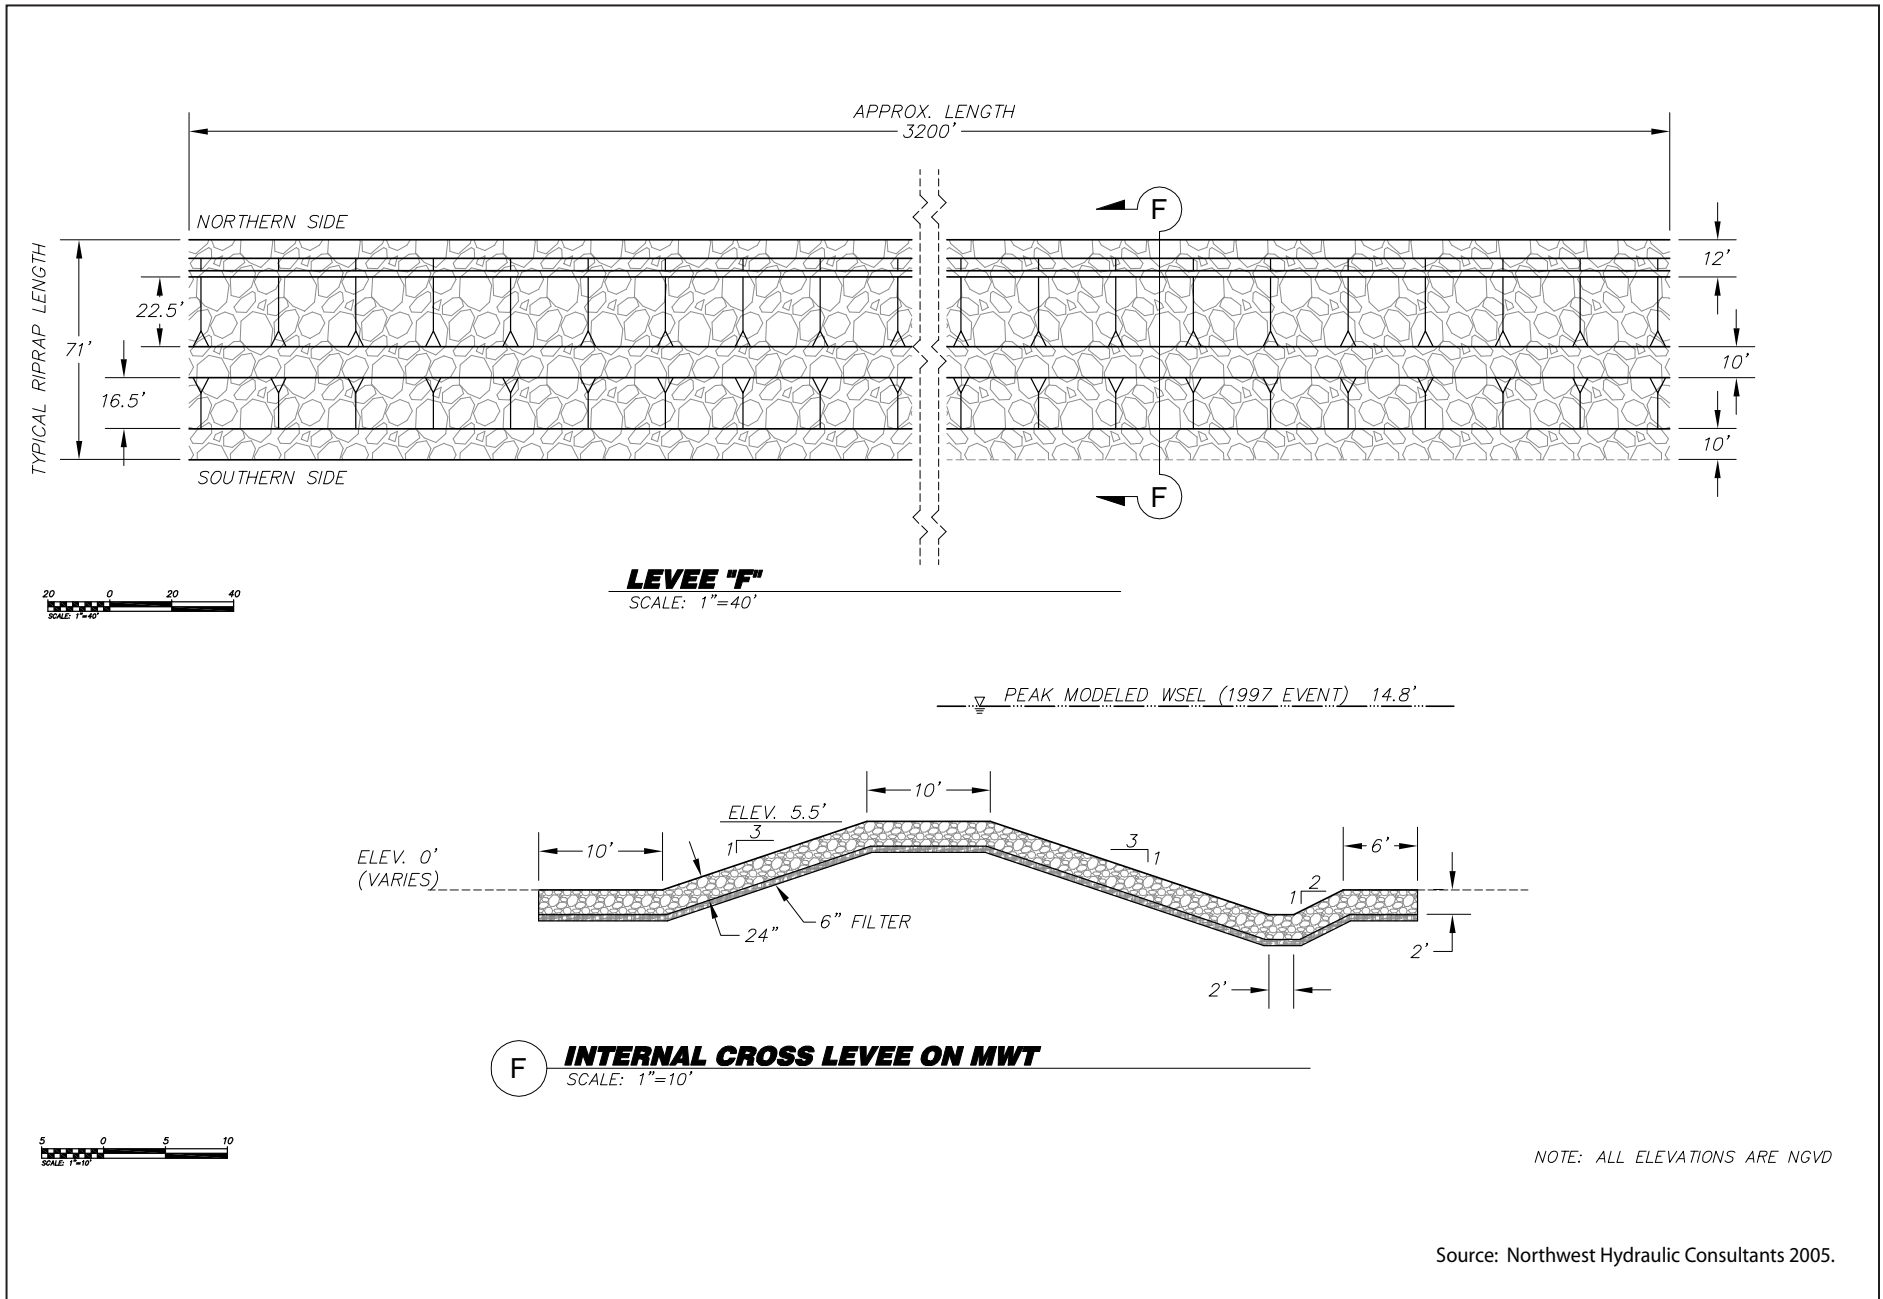 APPROX. LENGTH
3200'
NORTHERN SIDE
TYPICAL RIPRAP LENGTH
71'
22.5'
16.5'
12'
10'
10'
SOUTHERN SIDE
F
F
LEVEE "F"
SCALE: 1"=40'
20 0 20 40
SCALE: 1"=40'
PEAK MODELED WSEL (1997 EVENT) 14.8'
10'
ELEV. 5.5'
3
1
10'
ELEV. 0'
(VARIES)
3
1
6'
2
1
6" FILTER
24"
2'
2'
F
INTERNAL CROSS LEVEE ON MWT
SCALE: 1"=10'
5 0 5 10
SCALE: 1"=10'
NOTE: ALL ELEVATIONS ARE NGVD
Source: Northwest Hydraulic Consultants 2005.